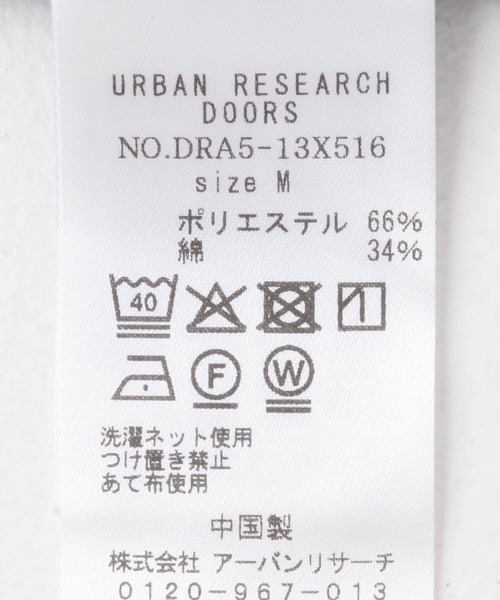 URBAN RESEARCH
DOORS
NO.DRA5-13X516
size M
ポリエステル 66%
綿 34%
40
F W
洗濯ネット使用
つけ置き禁止
あて布使用
中国製
株式会社 アーバンリサーチ
0120-967-013